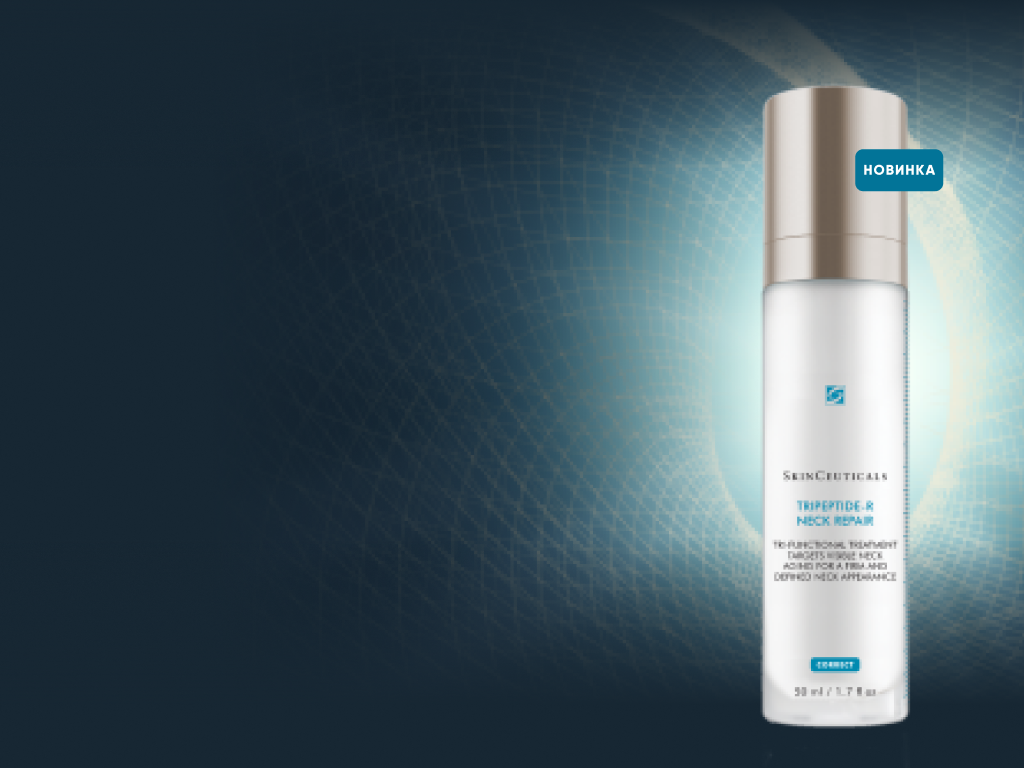 НОВИНКА
SKINCEUTICALS
TRIPEPTIDE-R
NECK REPAIR
TRI-FUNCTIONAL TREATMENT
TARGETS VISIBLE NECK
AGING FOR A FIRM AND
DEFINED NECK APPEARANCE
CORRECT
50 ml / 1.7 fl oz